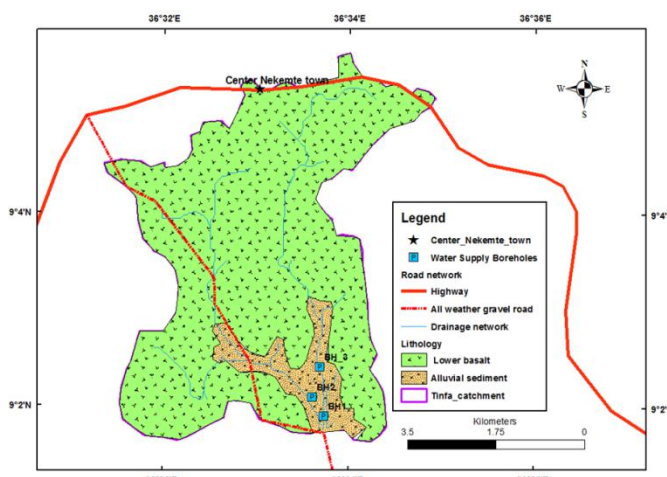 36°32'E 36°34'E 36°36'E
Center Nekemte town
N
W E
S
9°4'N 9°4'N
Legend
Center_Nekemte_town
Water Supply Boreholes
Road network
Highway
All weather gravel road
Drainage network
Lithology
Lower basalt
Alluvial sediment
Tinfa_catchment
BH_3
BH2
BH1
9°2'N 9°2'N
Kilometers
3.5 1.75 0